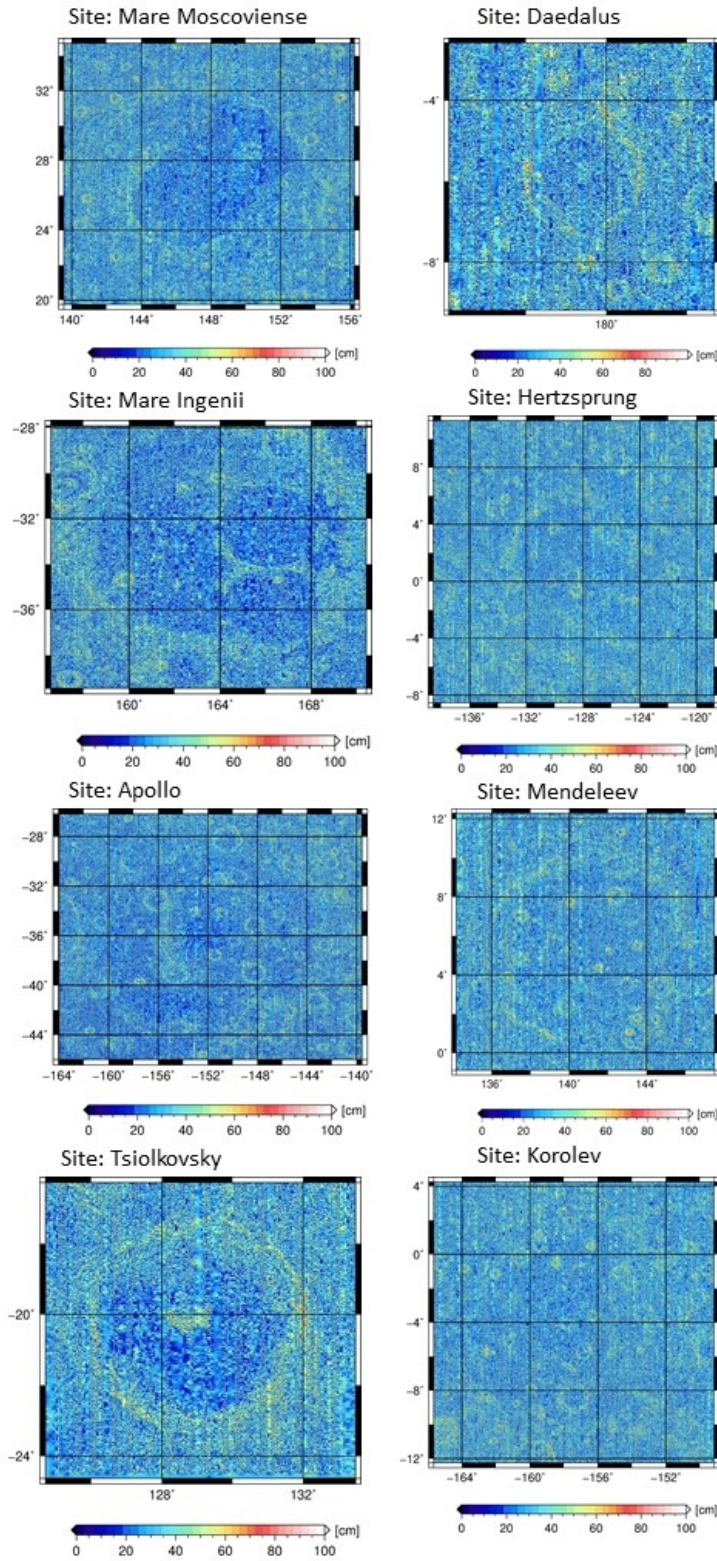 Site: Mare Moscoviense
32°
28°
24°
20°
140° 144° 148° 152° 156°
0 20 40 60 80 100 [cm]
Site: Daedalus
-4°
-8°
180°
0 20 40 60 80 [cm]
Site: Mare Ingenii
-28°
-32°
-36°
160° 164° 168°
0 20 40 60 80 100 [cm]
Site: Hertzsprung
8°
4°
0°
-4°
-8°
-136° -132° -128° -124° -120°
0 20 40 60 80 100 [cm]
Site: Apollo
-28°
-32°
-36°
-40°
-44°
-164° -160° -156° -152° -148° -144° -140°
0 20 40 60 80 100 [cm]
Site: Mendeleev
12°
8°
4°
0°
136° 140° 144°
0 20 40 60 80 100 [cm]
Site: Tsiolkovsky
-20°
-24°
128° 132°
0 20 40 60 80 100 [cm]
Site: Korolev
4°
0°
-4°
-8°
-12°
-164° -160° -156° -152°
0 20 40 60 80 100 [cm]